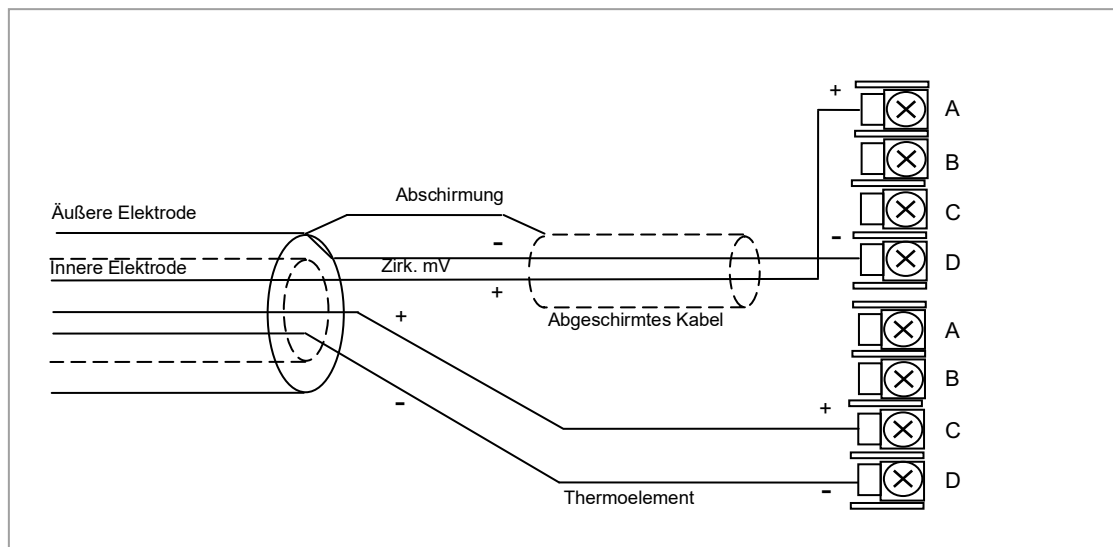 +
A
B
Abschirmung
Äußere Elektrode
C
-
-
Innere Elektrode
Zirk. mV
D
+
Abgeschirmtes Kabel
+
A
B
+
-
C
D
-
Thermoelement